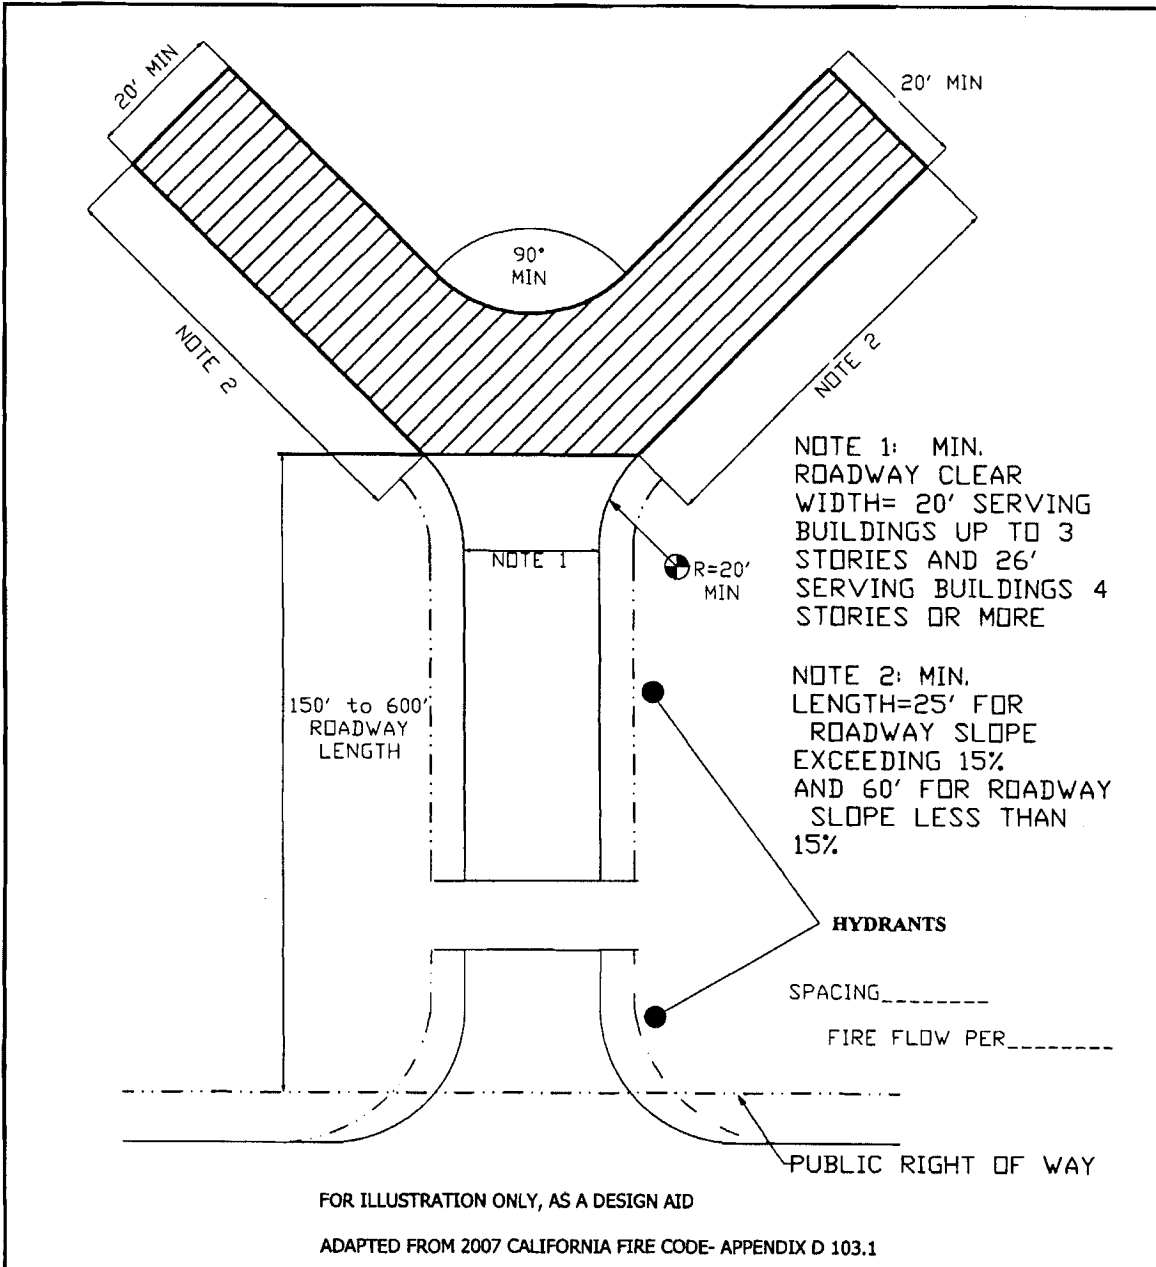 20' MIN
20' MIN
90°
MIN
NOTE 2
NOTE 2
NOTE 1: MIN.
ROADWAY CLEAR
WIDTH= 20' SERVING
BUILDINGS UP TO 3
STORIES AND 26'
SERVING BUILDINGS 4
STORIES OR MORE
NOTE 1
R=20'
MIN
150' to 600'
ROADWAY
LENGTH
NOTE 2: MIN.
LENGTH=25' FOR
ROADWAY SLOPE
EXCEEDING 15%
AND 60' FOR ROADWAY
SLOPE LESS THAN
15%
HYDRANTS
SPACING________
FIRE FLOW PER________
PUBLIC RIGHT OF WAY
FOR ILLUSTRATION ONLY, AS A DESIGN AID
ADAPTED FROM 2007 CALIFORNIA FIRE CODE- APPENDIX D 103.1